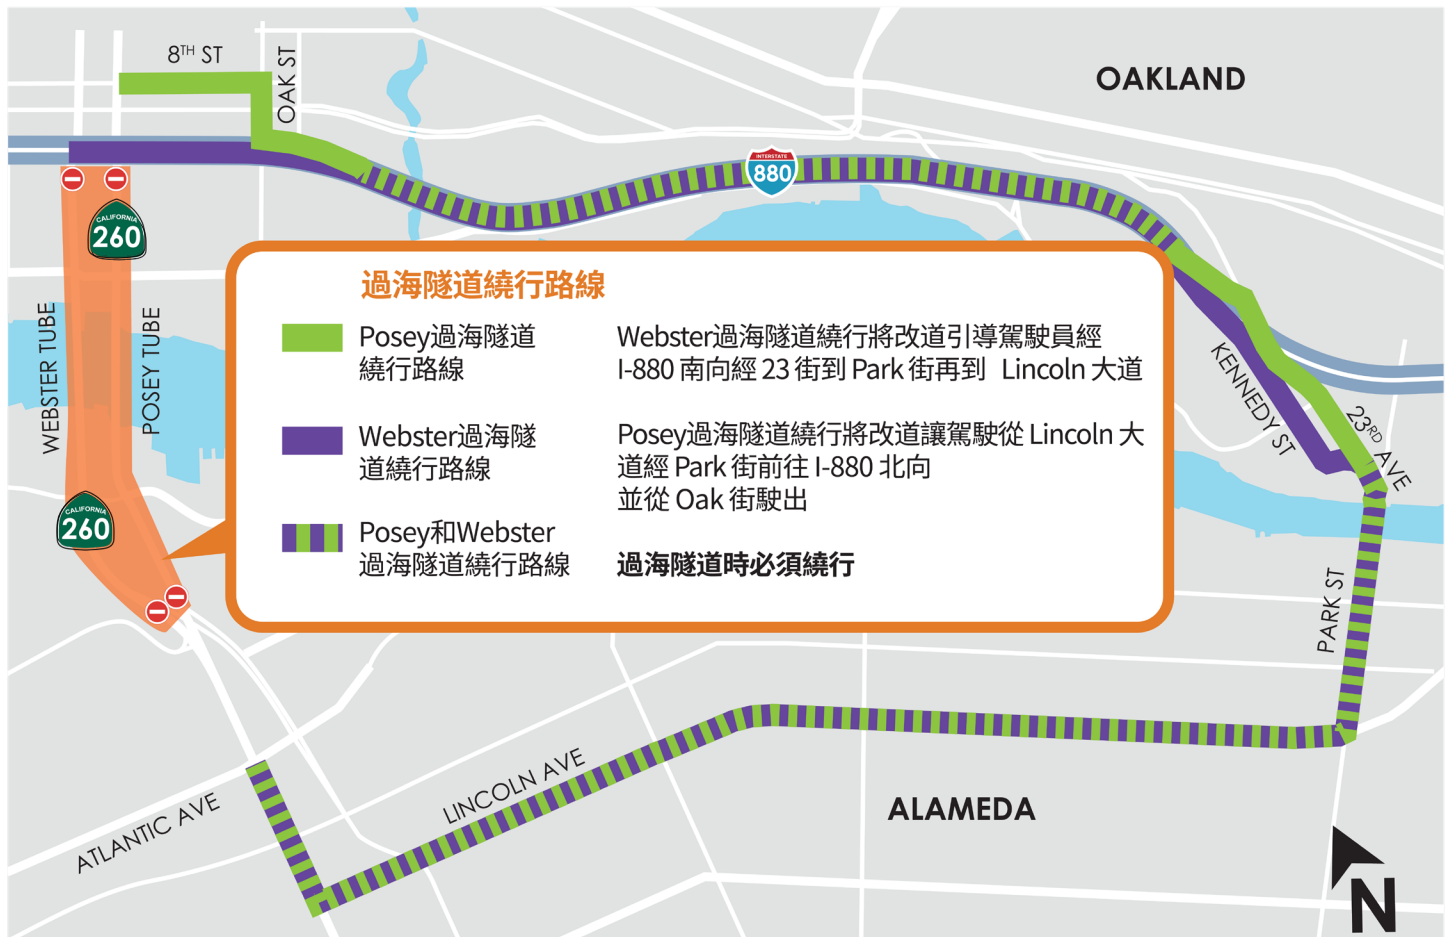 8TH ST
OAK ST
OAKLAND
INTERSTATE
880
CALIFORNIA
260
WEBSTER TUBE
POSEY TUBE
過海隧道繞行路線
Posey過海隧道
繞行路線
Webster過海隧
道繞行路線
Posey和Webster
過海隧道繞行路線
Webster過海隧道繞行將改道引導駕駛員經
I-880 南向經 23 街到 Park 街再到 Lincoln 大道
Posey過海隧道繞行將改道讓駕駛從 Lincoln 大
道經 Park 街前往 I-880 北向
並從 Oak 街駛出
過海隧道時必須繞行
KENNEDY ST
23RD AVE
CALIFORNIA
260
PARK ST
LINCOLN AVE
ATLANTIC AVE
ALAMEDA
N